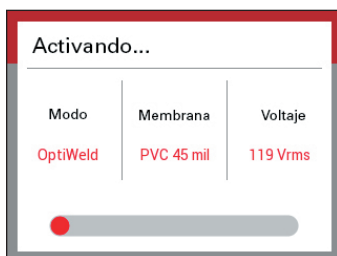 Activando...
Modo Membrana Voltaje
OptiWeld PVC 45 mil 119 Vrms